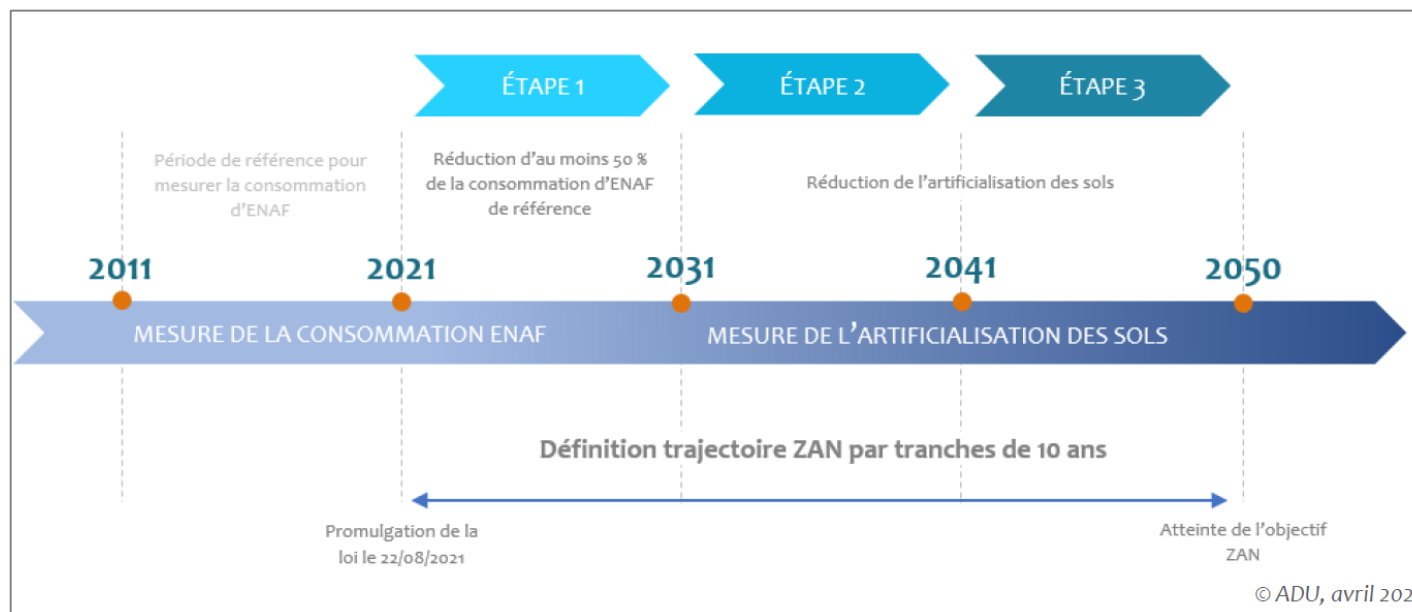 ÉTAPE 1
ÉTAPE 2
ÉTAPE 3
Période de référence pour
mesurer la consommation
d'ENAF
Réduction d'au moins 50 %
de la consommation d'ENAF
de référence
Réduction de l'artificialisation des sols
2011
2021
2031
2041
2050
MESURE DE LA CONSOMMATION ENAF
MESURE DE L'ARTIFICIALISATION DES SOLS
Définition trajectoire ZAN par tranches de 10 ans
Promulgation de la
loi le 22/08/2021
Atteinte de l'objectif
ZAN
© ADU, avril